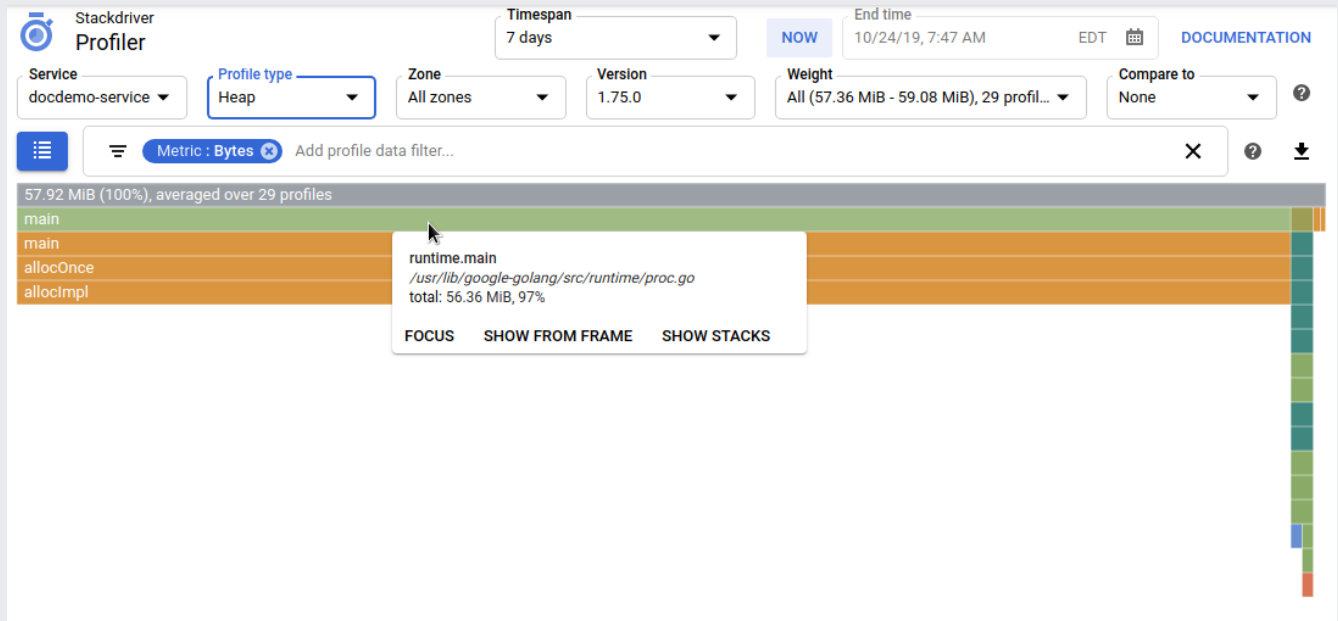 Stackdriver
Profiler
Timespan
7 days
NOW
End time
10/24/19, 7:47 AM
EDT
DOCUMENTATION
Service
docdemo-service
Profile type
Heap
Zone
All zones
Version
1.75.0
Weight
All (57.36 MiB - 59.08 MiB), 29 profil...
Compare to
None
Metric : Bytes
Add profile data filter...
57.92 MiB (100%), averaged over 29 profiles
main
main
allocOnce
allocImpl
runtime.main
/usr/lib/google-golang/src/runtime/proc.go
total: 56.36 MiB, 97%
FOCUS
SHOW FROM FRAME
SHOW STACKS